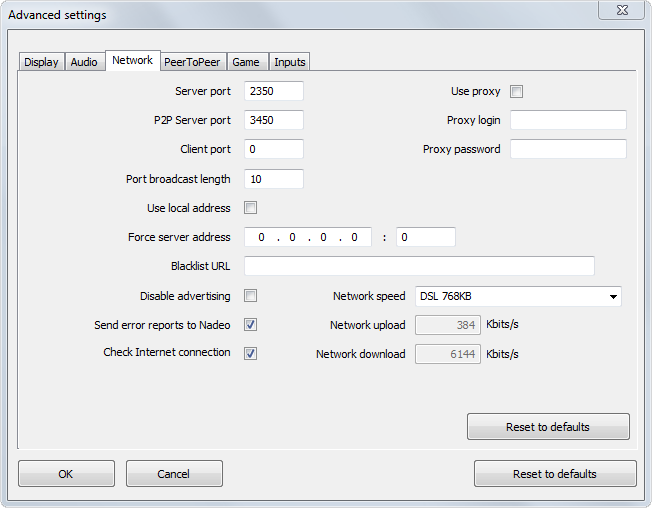 Advanced settings
Display Audio Network PeerToPeer Game Inputs
Server port 2350 Use proxy
P2P Server port 3450 Proxy login
Client port 0 Proxy password
Port broadcast length 10
Use local address
Force server address 0 . 0 . 0 . 0 : 0
Blacklist URL
Disable advertising Network speed DSL 768KB
Send error reports to Nadeo Network upload 384 Kbits/s
Check Internet connection Network download 6144 Kbits/s
Reset to defaults
OK Cancel Reset to defaults